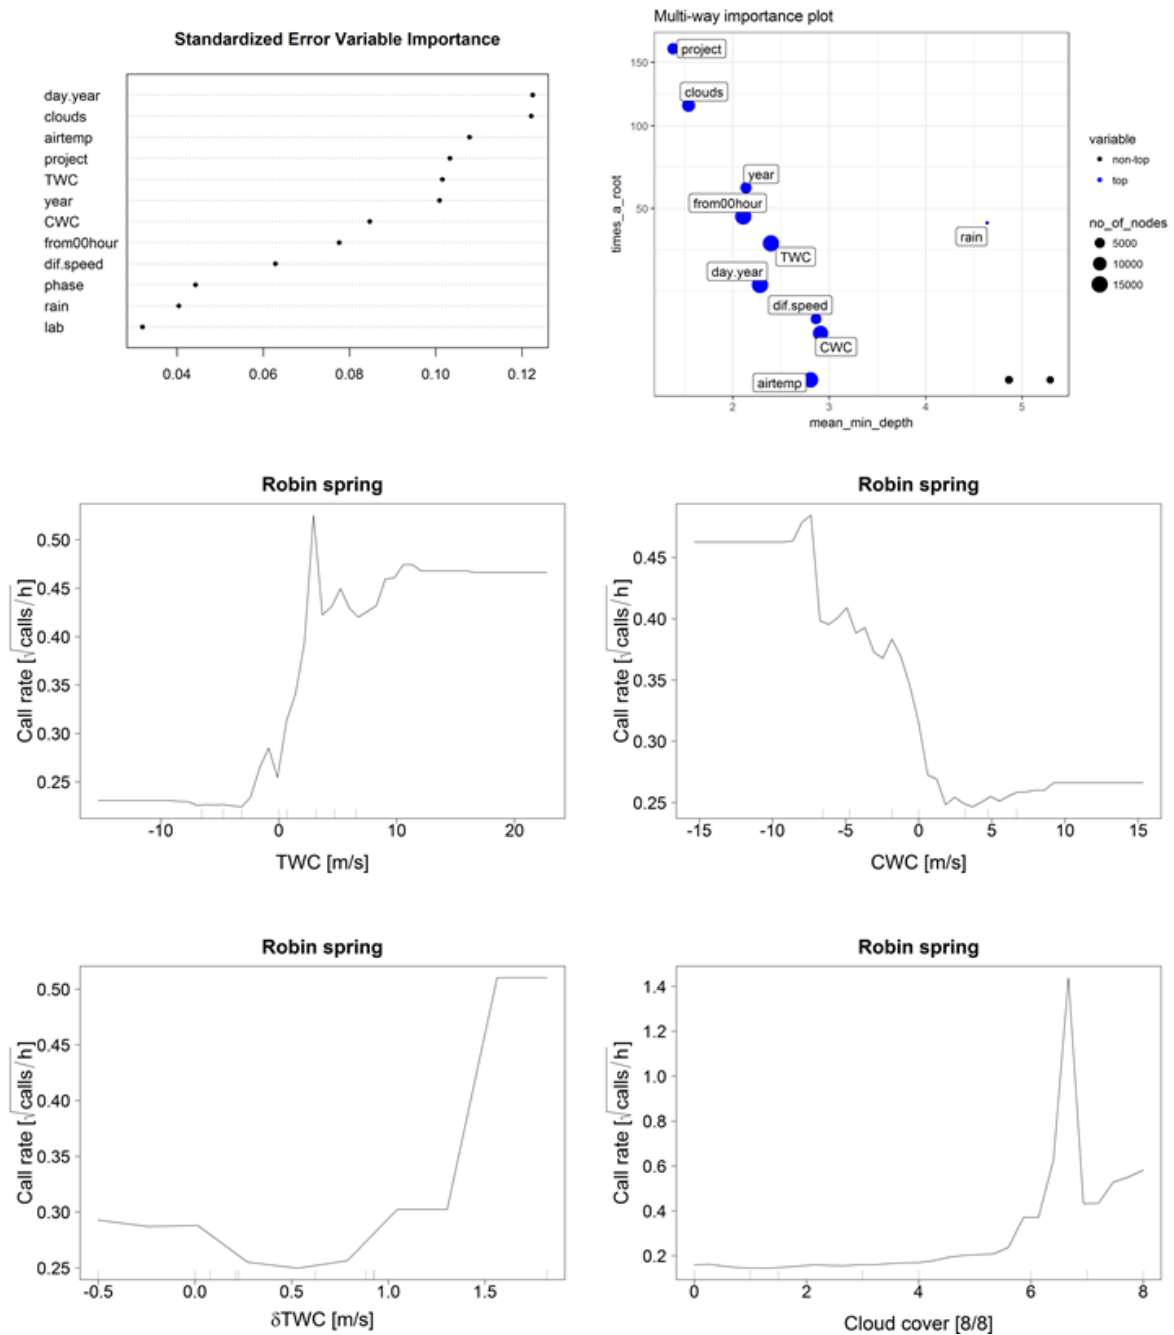 Standardized Error Variable Importance
day.year
clouds
airtemp
project
TWC
year
CWC
from00hour
dif.speed
phase
rain
lab
0.04 0.06 0.08 0.10 0.12
Multi-way importance plot
times_a_root
150
100
50
project
clouds
year
from00hour
TWC
rain
day.year
dif.speed
CWC
airtemp
2 3 4 5
mean_min_depth
variable
non-top
top
no_of_nodes
5000
10000
15000
Robin spring
Call rate [√calls/h]
0.50
0.45
0.40
0.35
0.30
0.25
-10 0 10 20
TWC [m/s]
Robin spring
Call rate [√calls/h]
0.45
0.40
0.35
0.30
0.25
-15 -10 -5 0 5 10 15
CWC [m/s]
Robin spring
Call rate [√calls/h]
0.50
0.45
0.40
0.35
0.30
0.25
-0.5 0.0 0.5 1.0 1.5
δTWC [m/s]
Robin spring
Call rate [√calls/h]
1.4
1.2
1.0
0.8
0.6
0.4
0.2
0 2 4 6 8
Cloud cover [8/8]